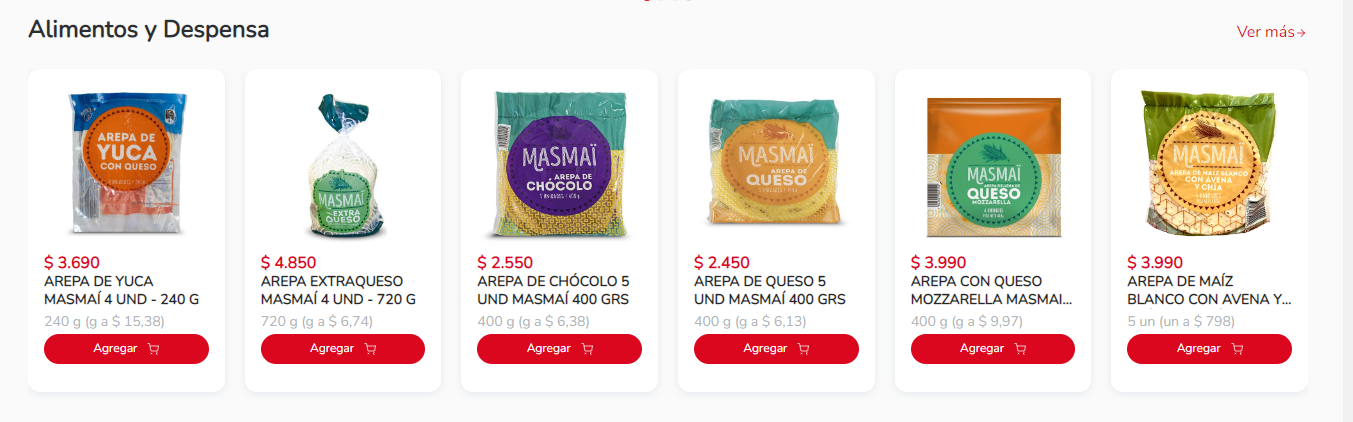 Alimentos y Despensa
Ver más→
AREPA DE
YUCA
CON QUESO
MASMAÏ
EXTRA
QUESO
MASMAÏ
AREPA DE
CHÓCOLO
MASMAÏ
AREPA DE
QUESO
MASMAÏ
AREPA RELLENA DE
QUESO
MOZZARELLA
MASMAÏ
AREPA DE MAÍZ BLANCO
CON AVENA
Y CHÍA
$ 3.690
AREPA DE YUCA
MASMAÍ 4 UND - 240 G
240 g (g a $ 15,38)
Agregar
$ 4.850
AREPA EXTRAQUESO
MASMAÍ 4 UND - 720 G
720 g (g a $ 6,74)
Agregar
$ 2.550
AREPA DE CHÓCOLO 5
UND MASMAÍ 400 GRS
400 g (g a $ 6,38)
Agregar
$ 2.450
AREPA DE QUESO 5
UND MASMAÍ 400 GRS
400 g (g a $ 6,13)
Agregar
$ 3.990
AREPA CON QUESO
MOZZARELLA MASMAI...
400 g (g a $ 9,97)
Agregar
$ 3.990
AREPA DE MAÍZ
BLANCO CON AVENA Y...
5 un (un a $ 798)
Agregar